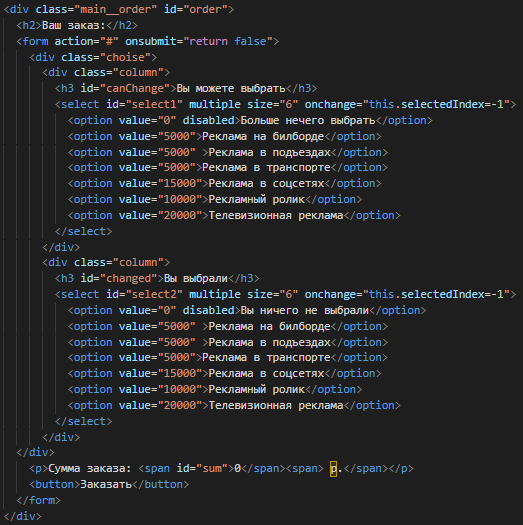 <div class="main__order" id="order">
<h2>Ваш заказ:</h2>
<form action="#" onsubmit="return false">
<div class="choise">
<div class="column">
<h3 id="canChange">Вы можете выбрать</h3>
<select id="select1" multiple size="6" onchange="this.selectedIndex=-1">
<option value="0" disabled>Больше нечего выбрать</option>
<option value="5000">Реклама на билборде</option>
<option value="5000" >Реклама в подъездах</option>
<option value="5000">Реклама в транспорте</option>
<option value="15000">Реклама в соцсетях</option>
<option value="10000">Рекламный ролик</option>
<option value="20000">Телевизионная реклама</option>
</select>
</div>
<div class="column">
<h3 id="changed">Вы выбрали</h3>
<select id="select2" multiple size="6" onchange="this.selectedIndex=-1">
<option value="0" disabled>Вы ничего не выбрали</option>
<option value="5000" >Реклама на билборде</option>
<option value="5000" >Реклама в подъездах</option>
<option value="5000">Реклама в транспорте</option>
<option value="15000">Реклама в соцсетях</option>
<option value="10000">Рекламный ролик</option>
<option value="20000">Телевизионная реклама</option>
</select>
</div>
</div>
<p>Сумма заказа: <span id="sum">0</span><span> р.</span></p>
<button>Заказать</button>
</form>
</div>